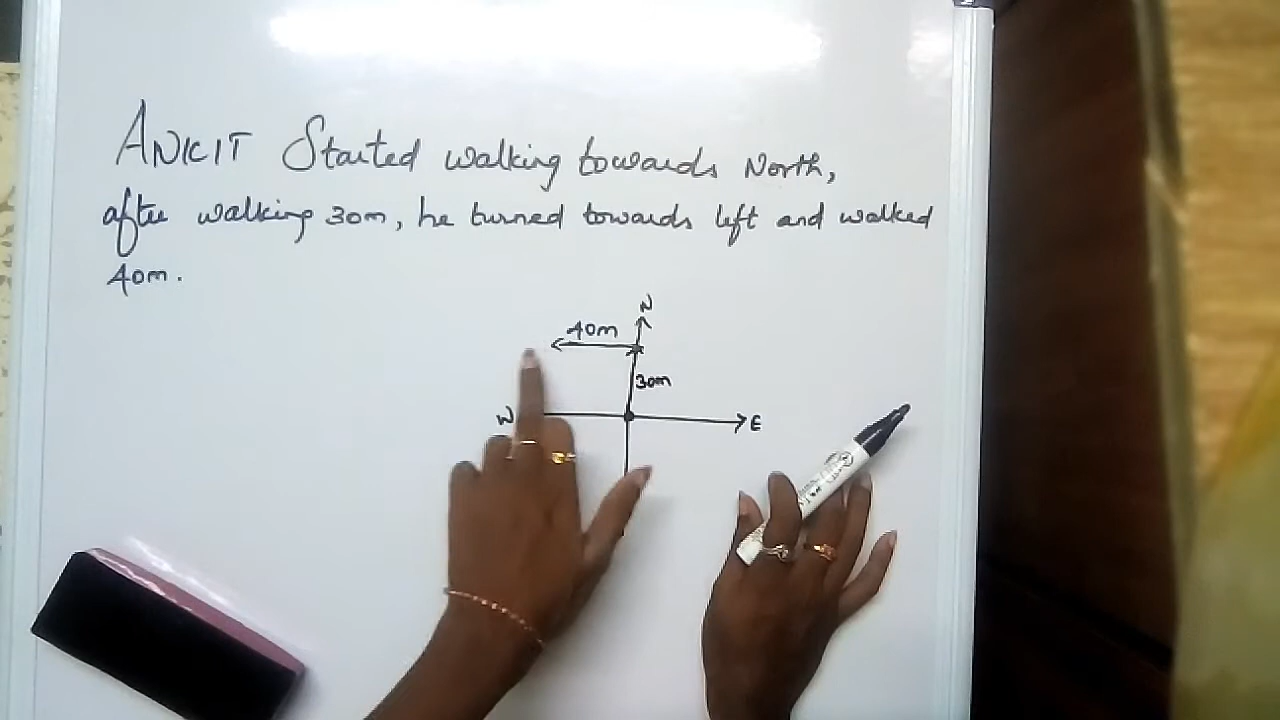 ANKIT Started walking towards North,
after walking 30m, he turned towards left and walked
40m.
N
40m
30m
W
E